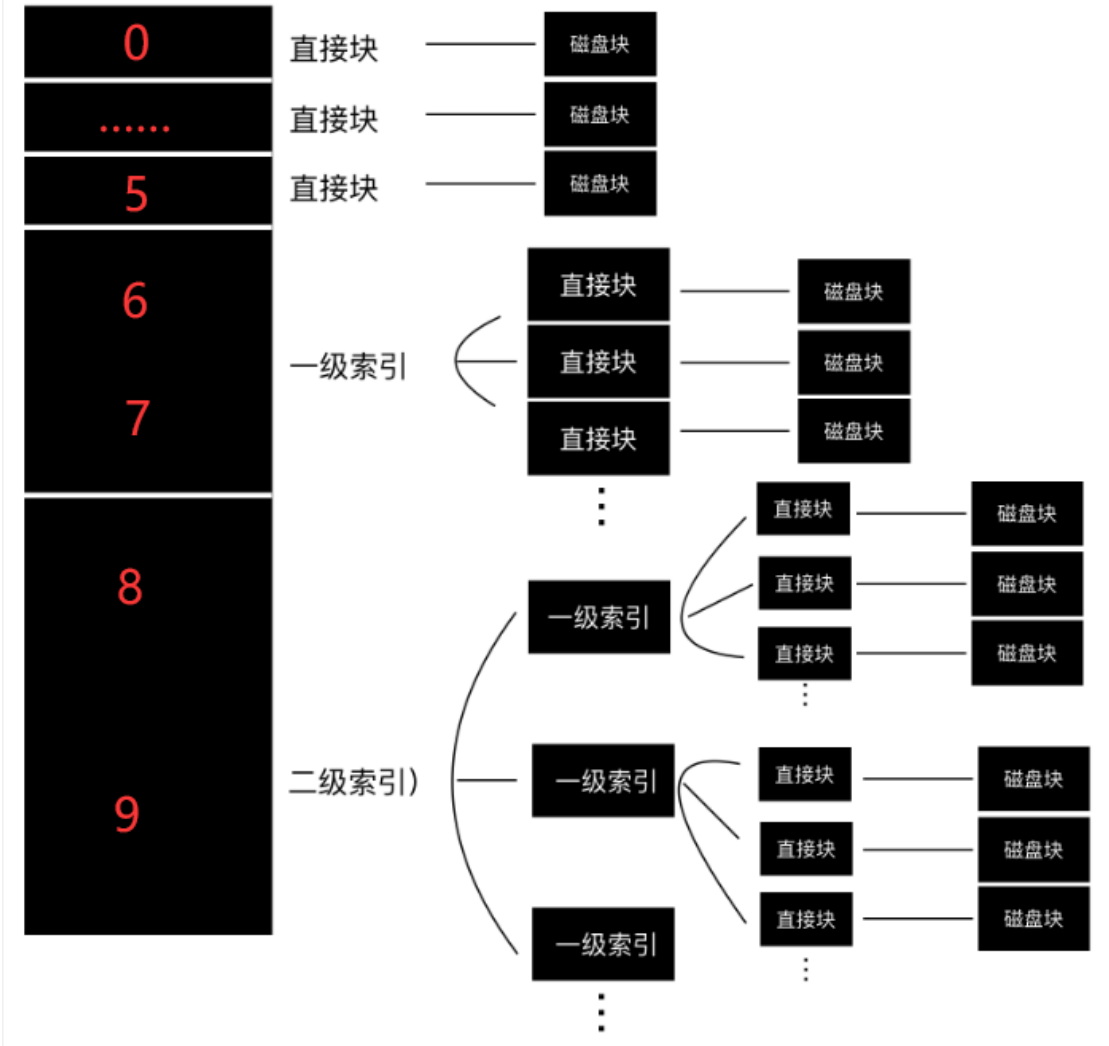 0 直接块 磁盘块
...... 直接块 磁盘块
5 直接块 磁盘块
6
7
一级索引
直接块 磁盘块
直接块 磁盘块
直接块 磁盘块
8
9
二级索引)
一级索引
直接块 磁盘块
直接块 磁盘块
直接块 磁盘块
一级索引
直接块 磁盘块
直接块 磁盘块
直接块 磁盘块
一级索引